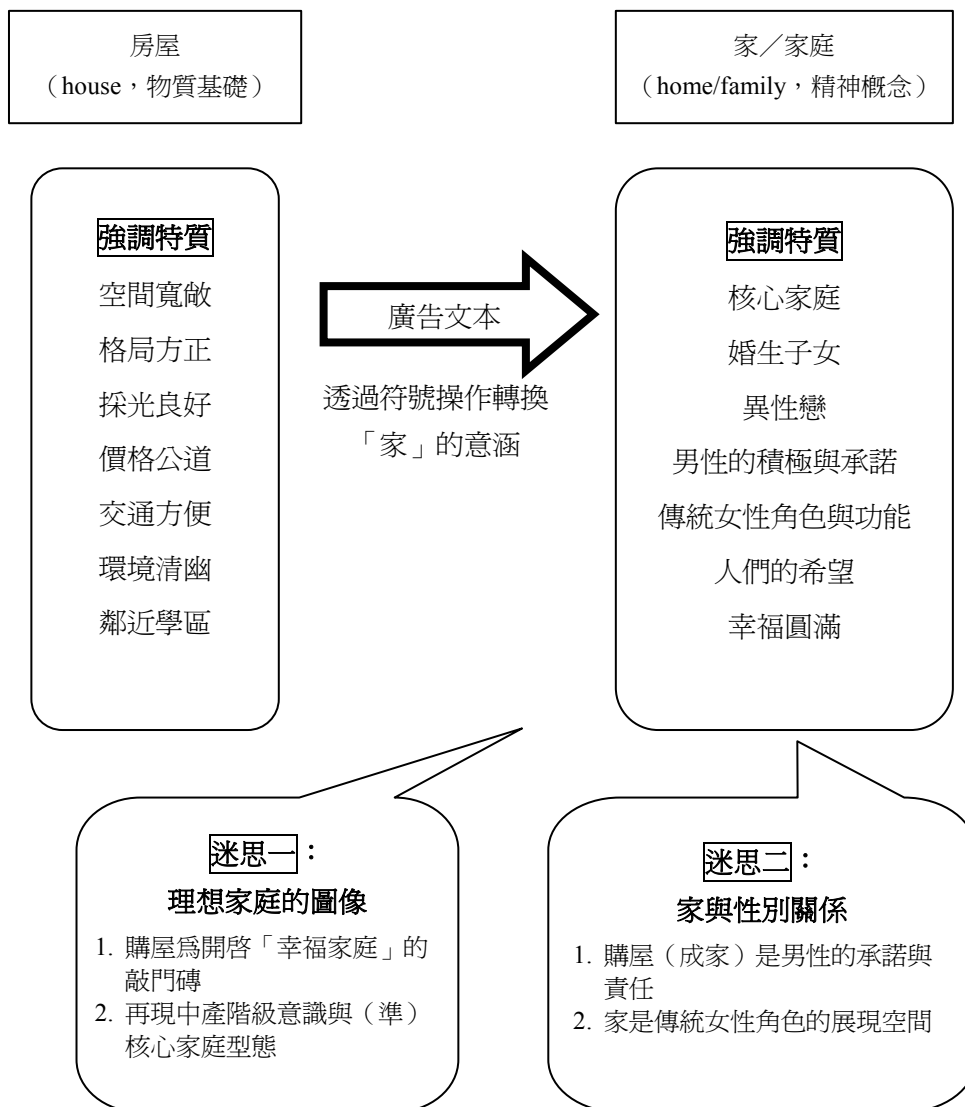 房屋
（house，物質基礎）
家／家庭
（home/family，精神概念）
強調特質
空間寬敞
格局方正
採光良好
價格公道
交通方便
環境清幽
鄰近學區
廣告文本
透過符號操作轉換
「家」的意涵
強調特質
核心家庭
婚生子女
異性戀
男性的積極與承諾
傳統女性角色與功能
人們的希望
幸福圓滿
迷思一：
理想家庭的圖像
1. 購屋為開啟「幸福家庭」的
敲門磚
2. 再現中產階級意識與（準）
核心家庭型態
迷思二：
家與性別關係
1. 購屋（成家）是男性的承諾與
責任
2. 家是傳統女性角色的展現空間